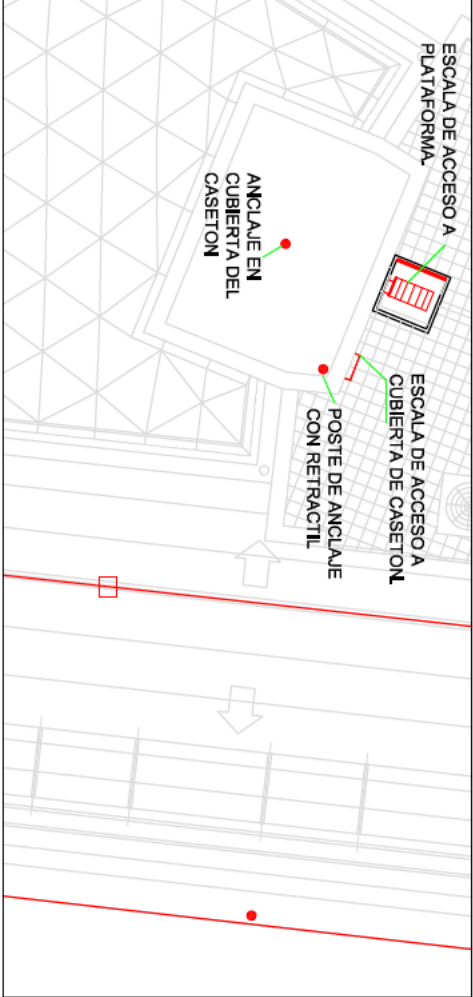 ESCALA DE ACCESO A
PLATAFORMA.
ANCLAJE EN
CUBIERTA DEL
CASETON
ESCALA DE ACCESO A
CUBIERTA DE CASETON.
POSTE DE ANCLAJE
CON RETRACTIL